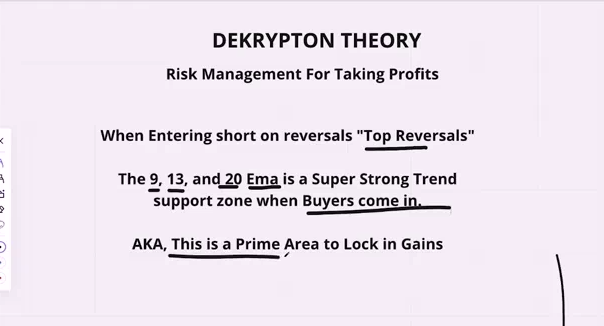 DEKRYPTON THEORY
Risk Management For Taking Profits
When Entering short on reversals "Top Reversals"
The 9, 13, and 20 Ema is a Super Strong Trend
support zone when Buyers come in.
AKA, This is a Prime Area to Lock in Gains